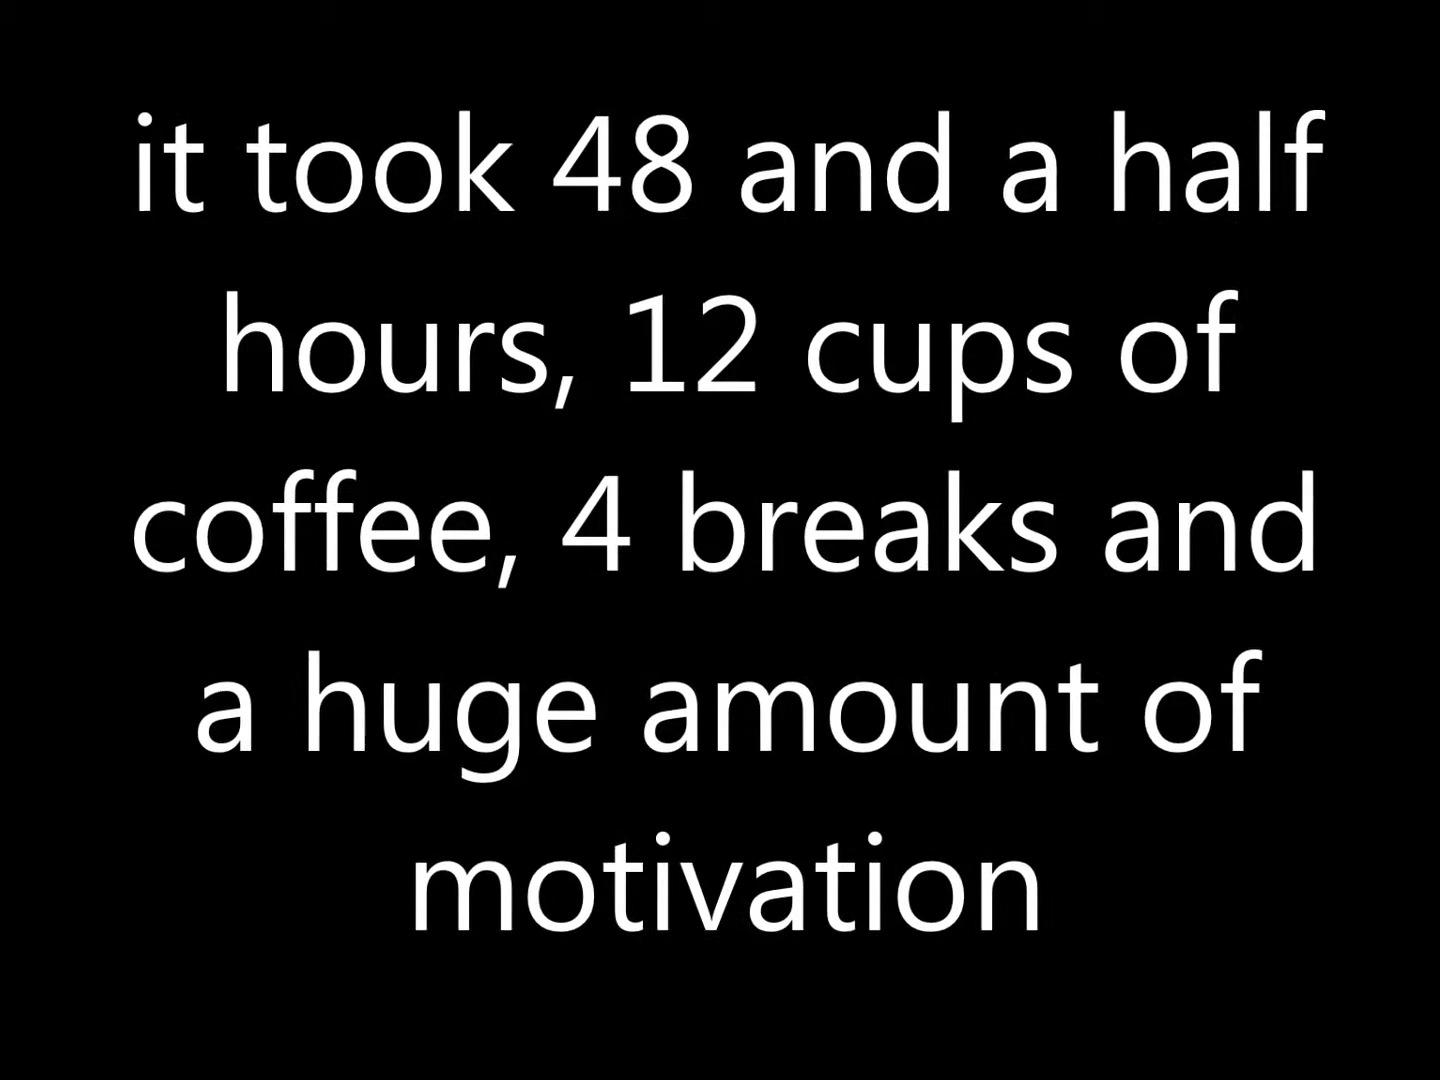 it took 48 and a half
hours, 12 cups of
coffee, 4 breaks and
a huge amount of
motivation